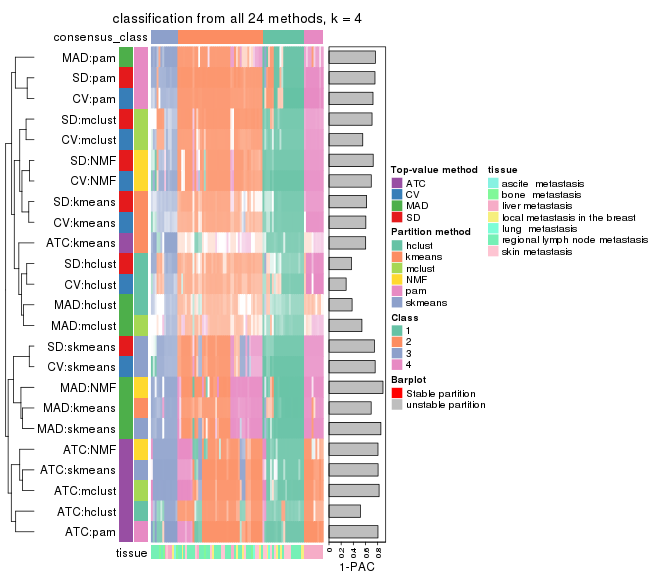 classification from all 24 methods, k = 4
consensus_class
MAD:pam
SD:pam
CV:pam
SD:mclust
CV:mclust
SD:NMF
CV:NMF
SD:kmeans
CV:kmeans
ATC:kmeans
SD:hclust
CV:hclust
MAD:hclust
MAD:mclust
SD:skmeans
CV:skmeans
MAD:NMF
MAD:kmeans
MAD:skmeans
ATC:NMF
ATC:skmeans
ATC:mclust
ATC:hclust
ATC:pam
tissue
0 0.2 0.4 0.6 0.8
1-PAC
Top-value method
ATC
CV
MAD
SD
Partition method
hclust
kmeans
mclust
NMF
pam
skmeans
Class
1
2
3
4
Barplot
Stable partition
unstable partition
tissue
ascite metastasis
bone metastasis
liver metastasis
local metastasis in the breast
lung metastasis
regional lymph node metastasis
skin metastasis